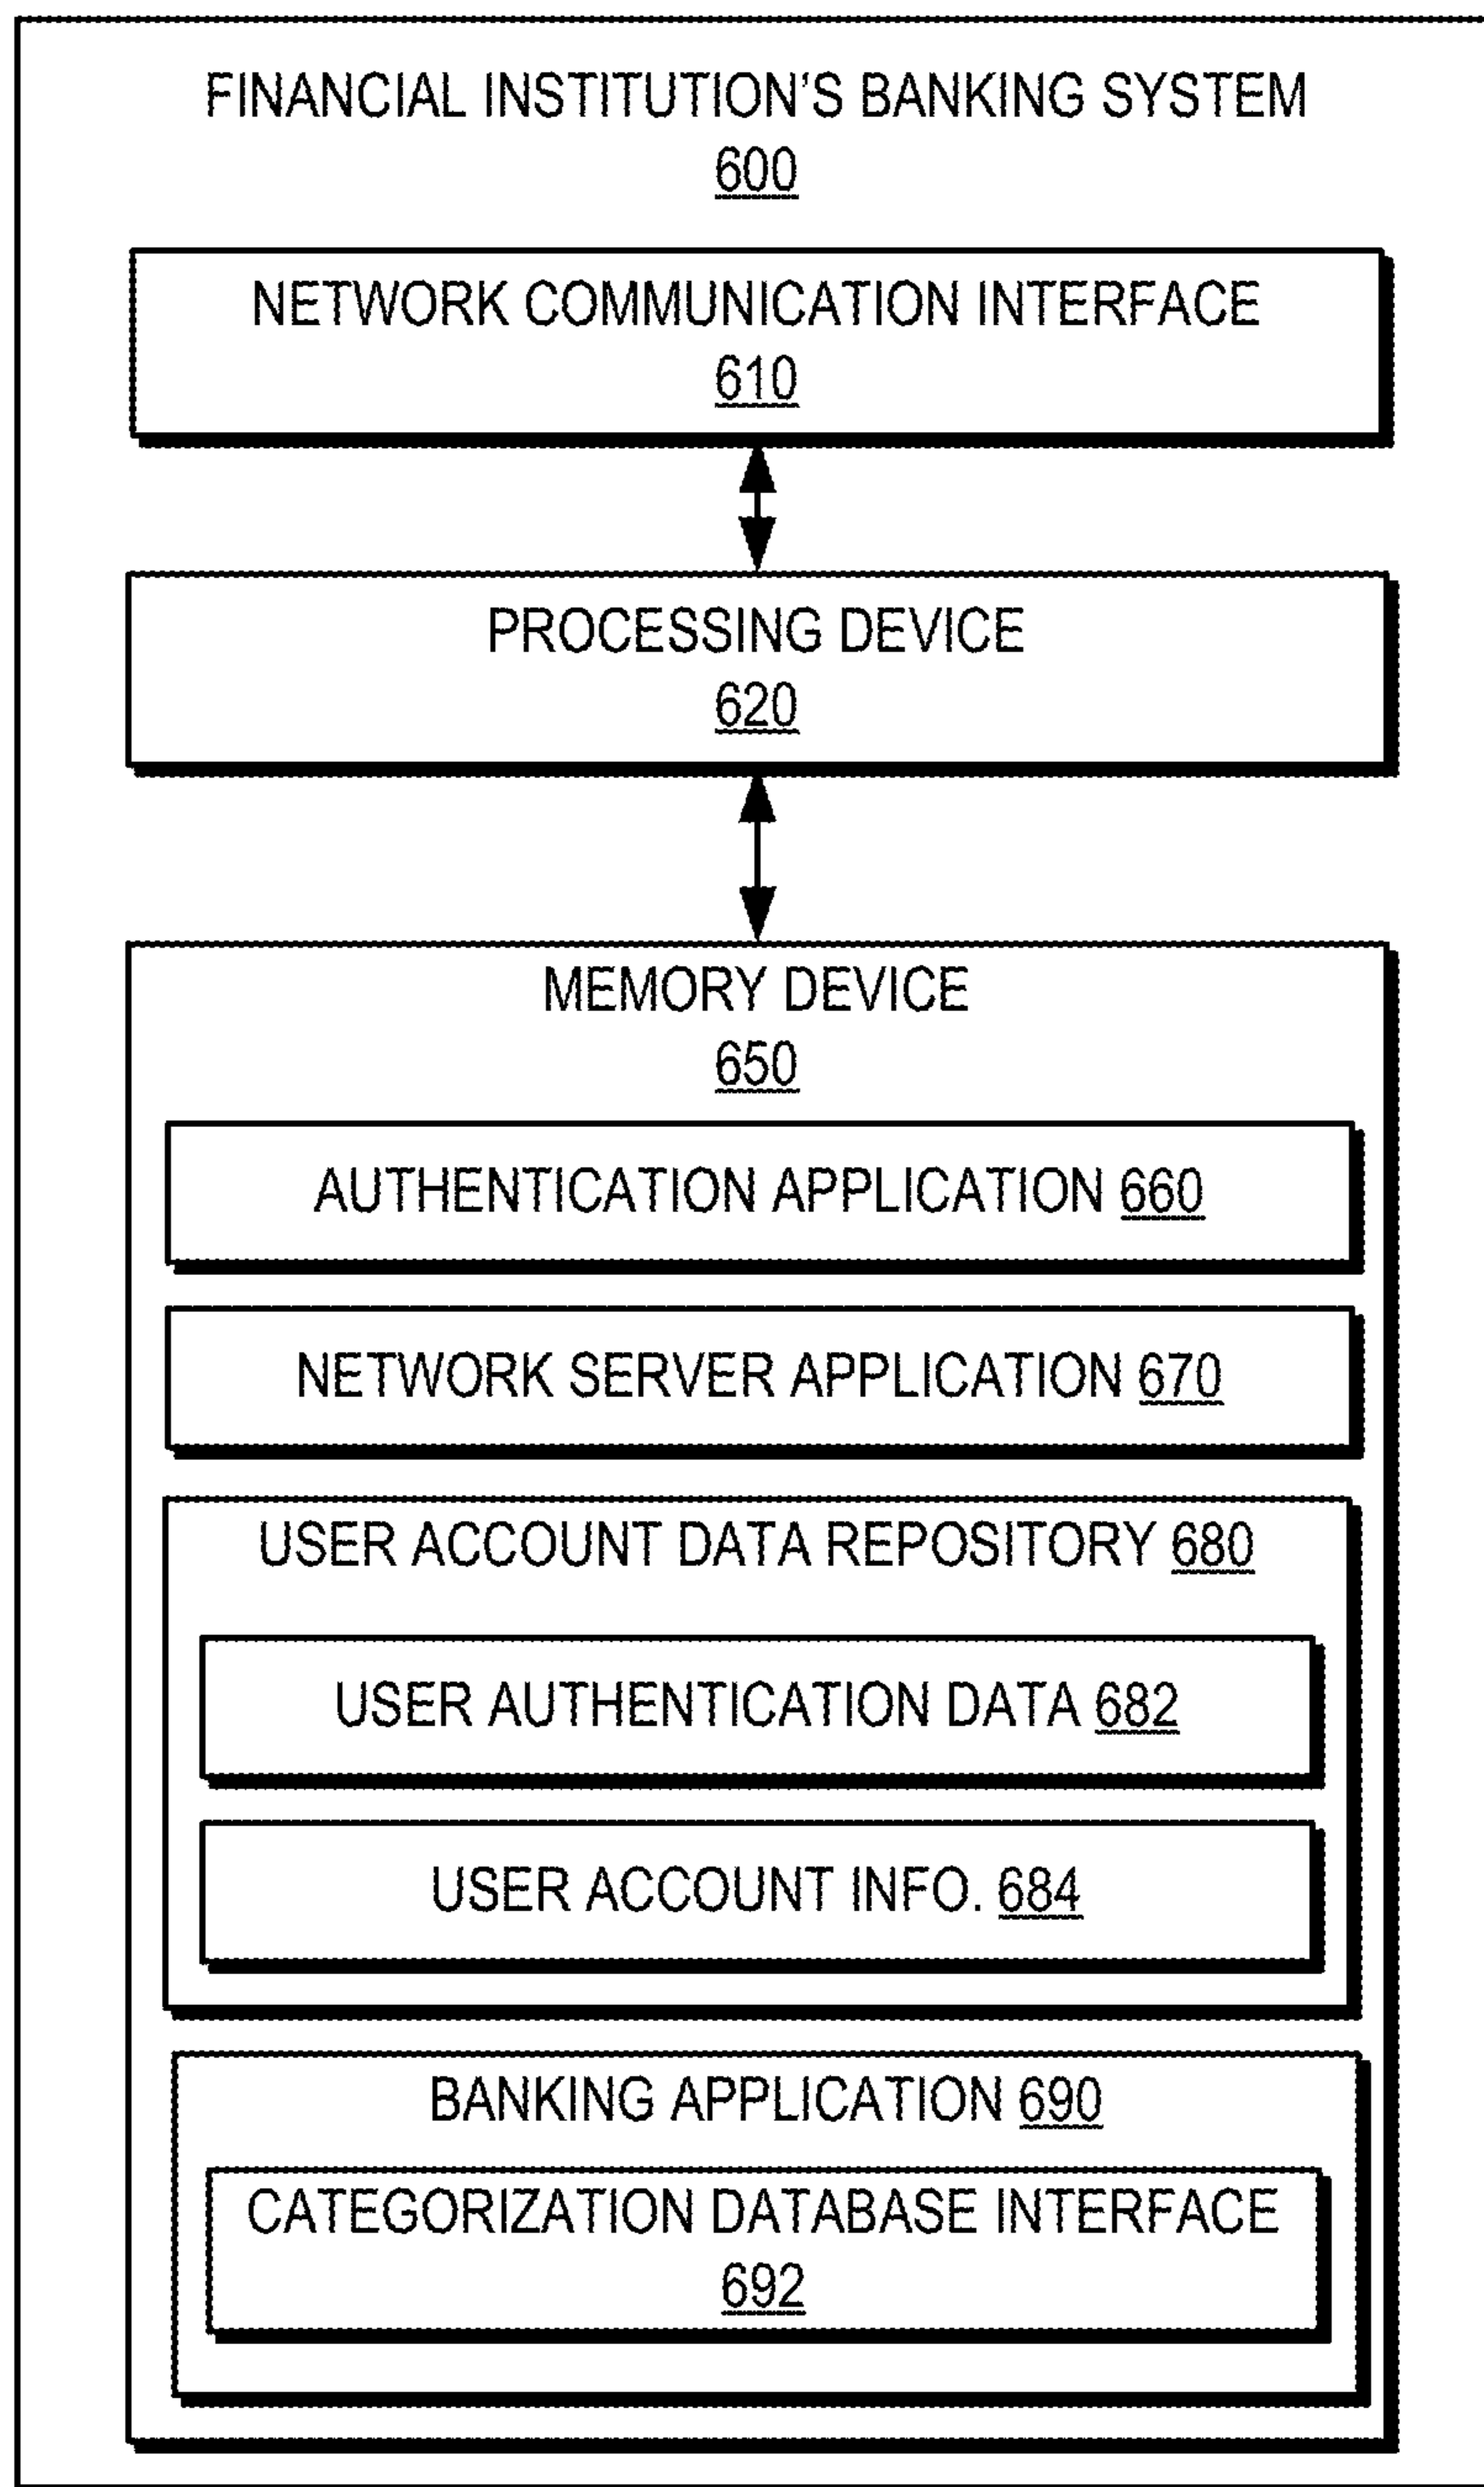 FINANCIAL INSTITUTION'S BANKING SYSTEM
600
NETWORK COMMUNICATION INTERFACE
610
PROCESSING DEVICE
620
MEMORY DEVICE
650
AUTHENTICATION APPLICATION 660
NETWORK SERVER APPLICATION 670
USER ACCOUNT DATA REPOSITORY 680
USER AUTHENTICATION DATA 682
USER ACCOUNT INFO. 684
BANKING APPLICATION 690
CATEGORIZATION DATABASE INTERFACE
692